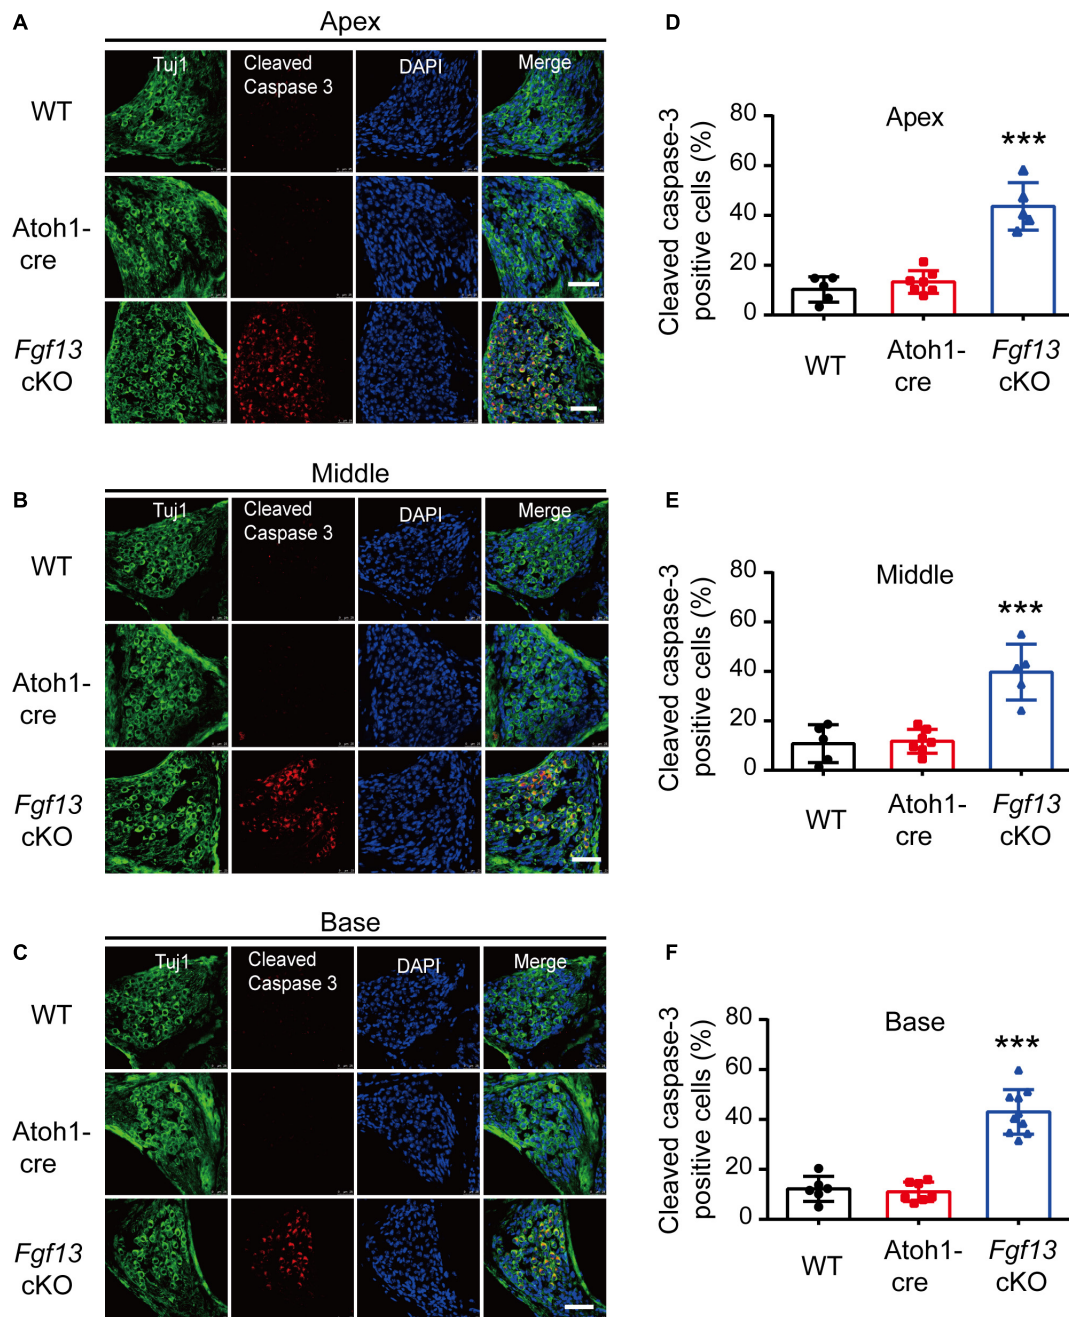 A
Apex
Tuj1
Cleaved
Caspase 3
DAPI
Merge
WT
Atoh1-
cre
Fgf13
cKO
B
Middle
Tuj1
Cleaved
Caspase 3
DAPI
Merge
WT
Atoh1-
cre
Fgf13
cKO
C
Base
Tuj1
Cleaved
Caspase 3
DAPI
Merge
WT
Atoh1-
cre
Fgf13
cKO
D
Cleaved caspase-3
positive cells (%)
80
60
40
20
0
Apex
***
WT
Atoh1-
cre
Fgf13
cKO
E
Cleaved caspase-3
positive cells (%)
80
60
40
20
0
Middle
***
WT
Atoh1-
cre
Fgf13
cKO
F
Cleaved caspase-3
positive cells (%)
80
60
40
20
0
Base
***
WT
Atoh1-
cre
Fgf13
cKO